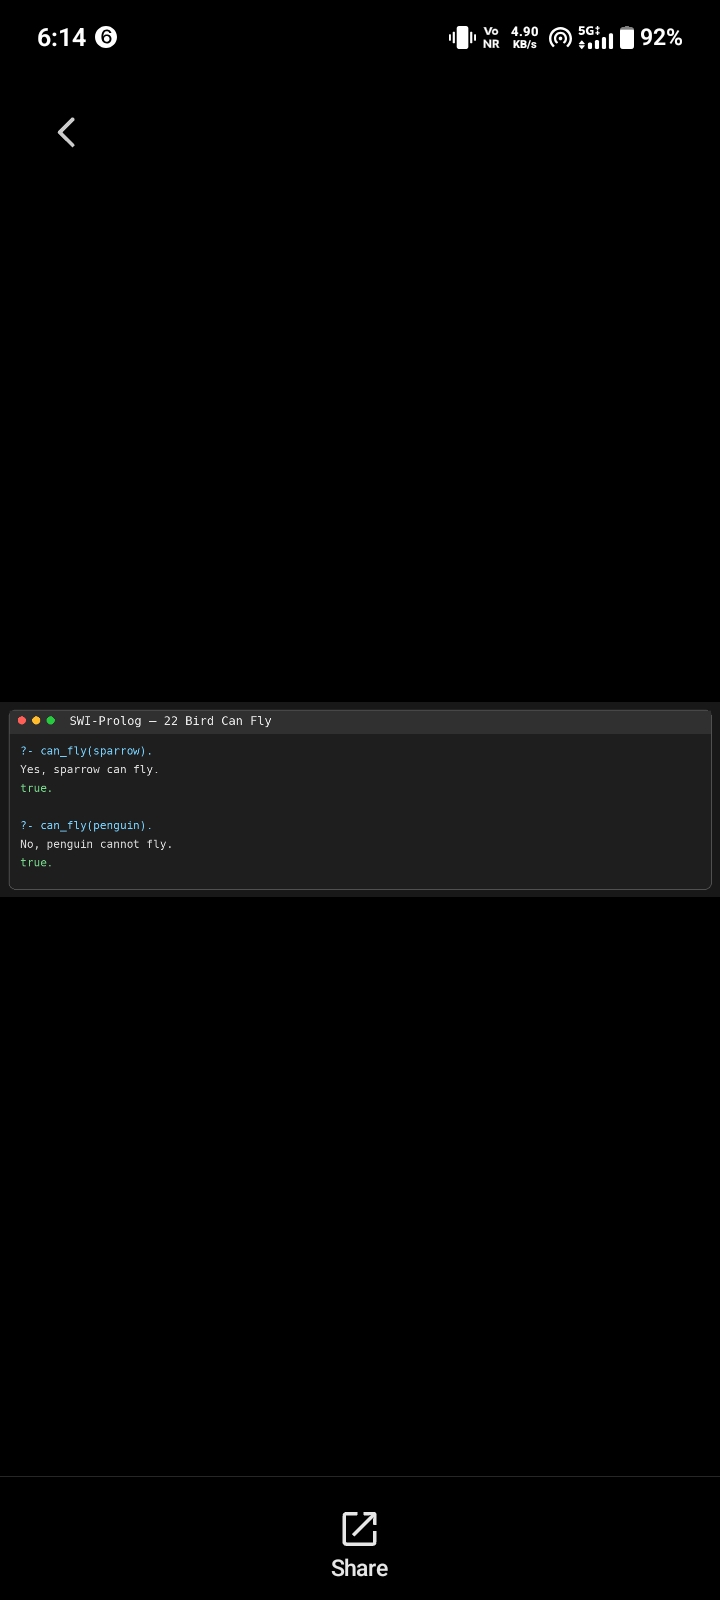 6:14 6 Vo NR 4.90 KB/s 5G‡ 92%
SWI-Prolog — 22 Bird Can Fly
?- can_fly(sparrow).
Yes, sparrow can fly.
true.
?- can_fly(penguin).
No, penguin cannot fly.
true.
Share